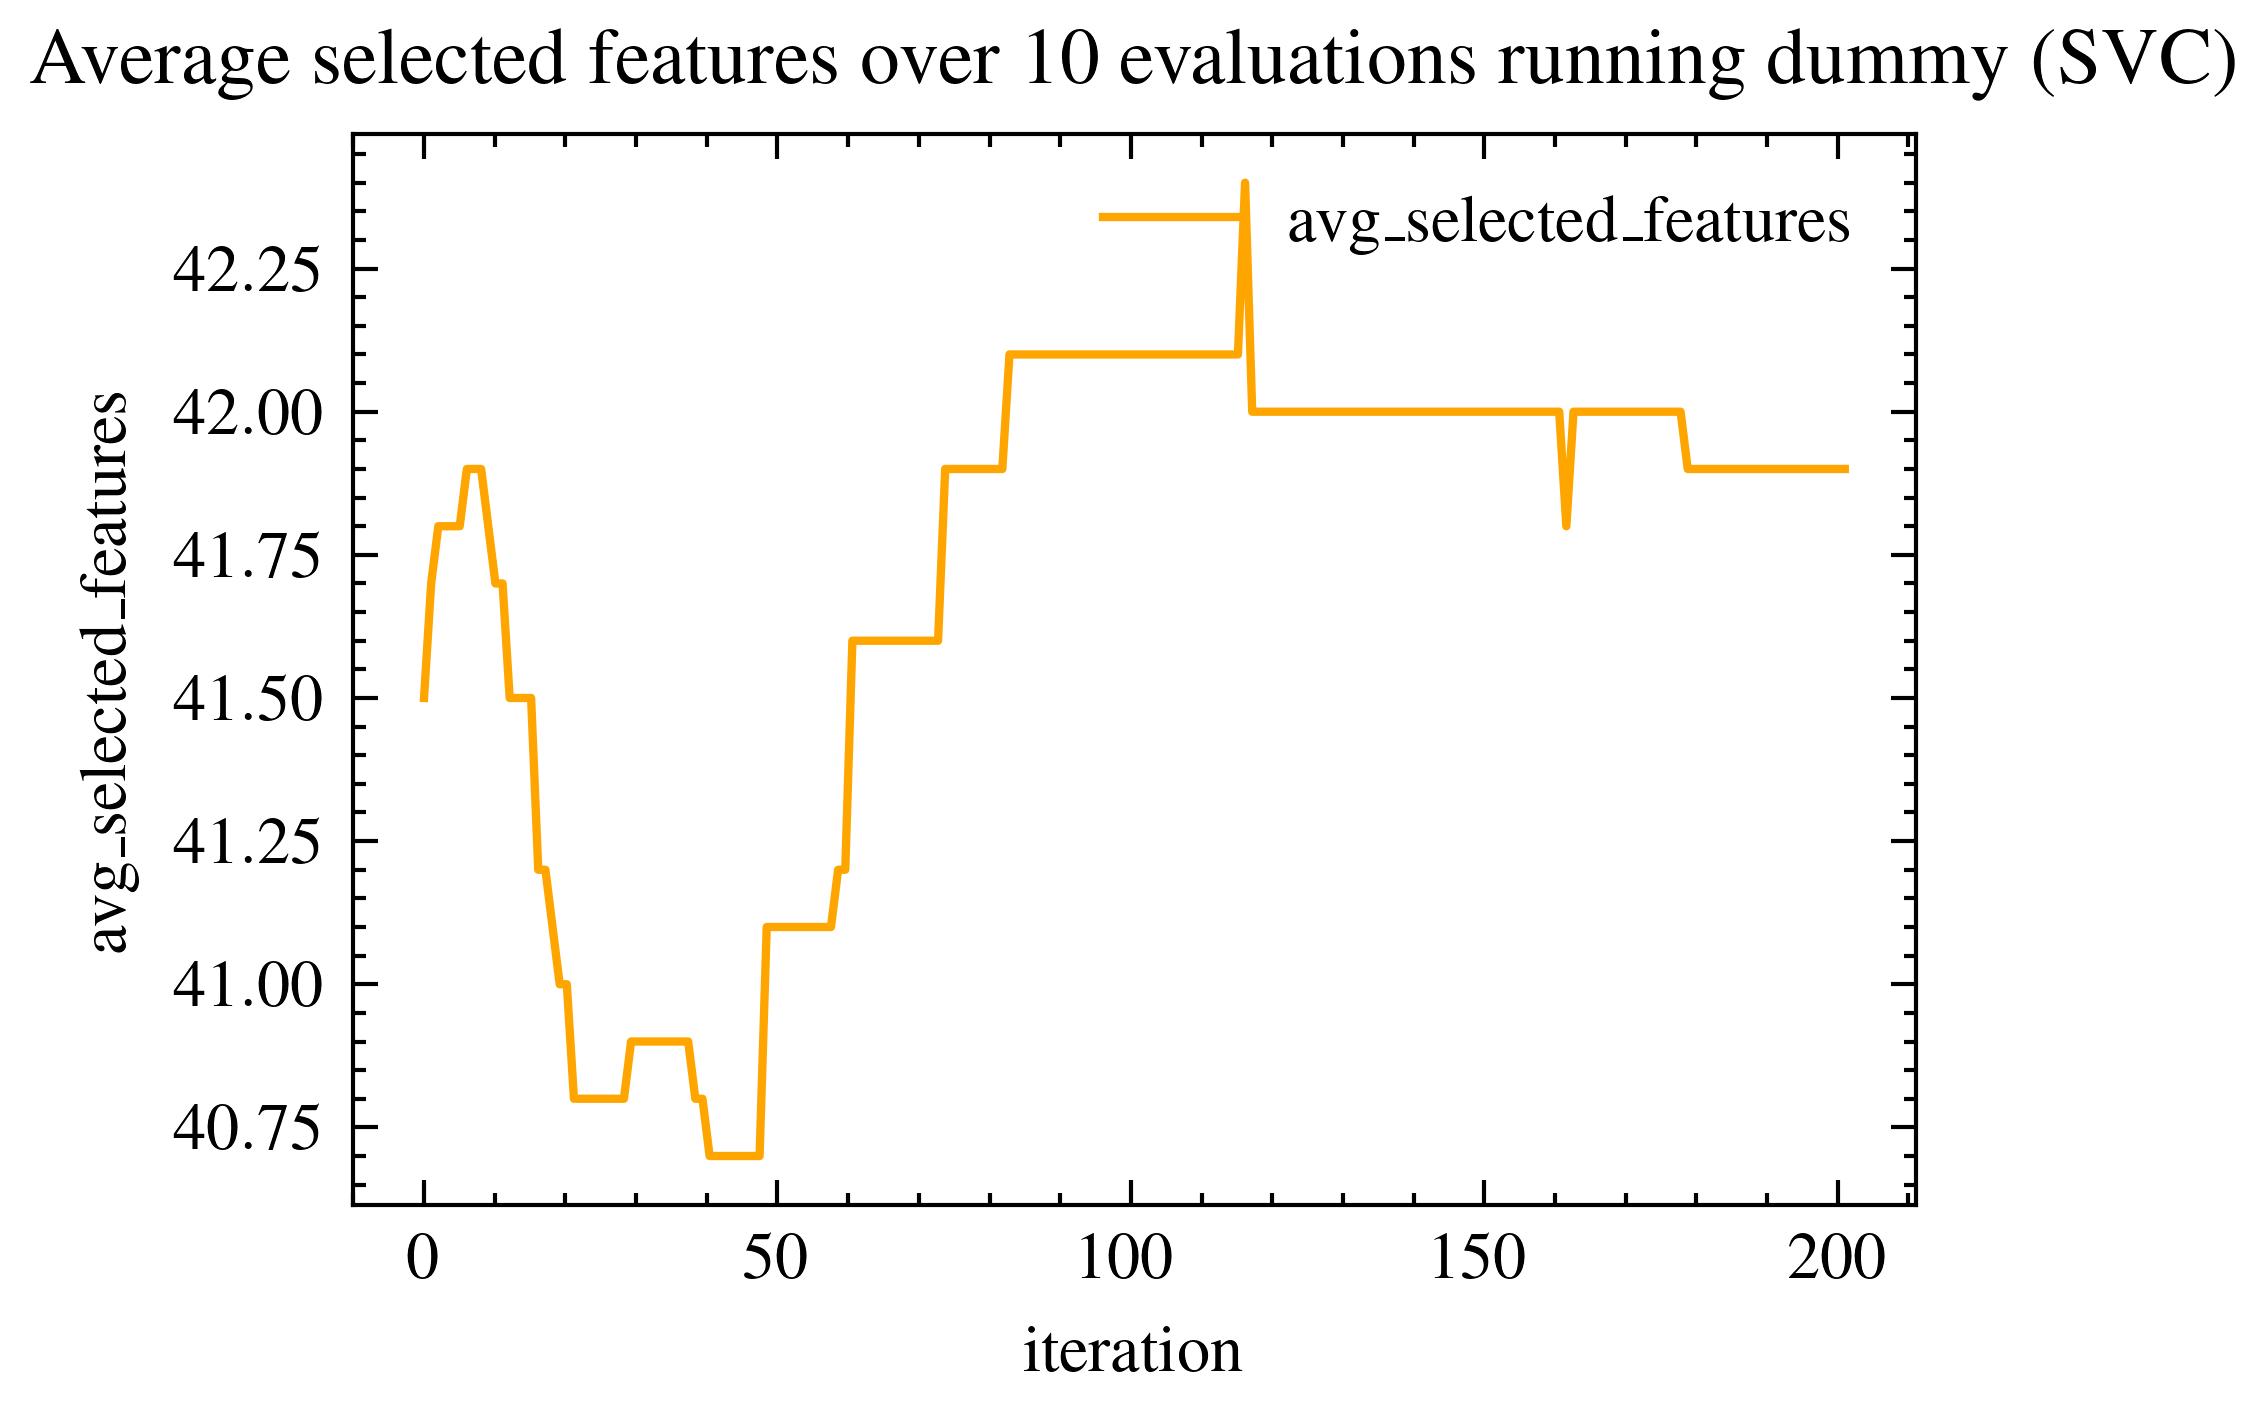 Average selected features over 10 evaluations running dummy (SVC)
avg_selected_features
42.25
42.00
41.75
41.50
41.25
41.00
40.75
avg_selected_features
0 50 100 150 200
iteration